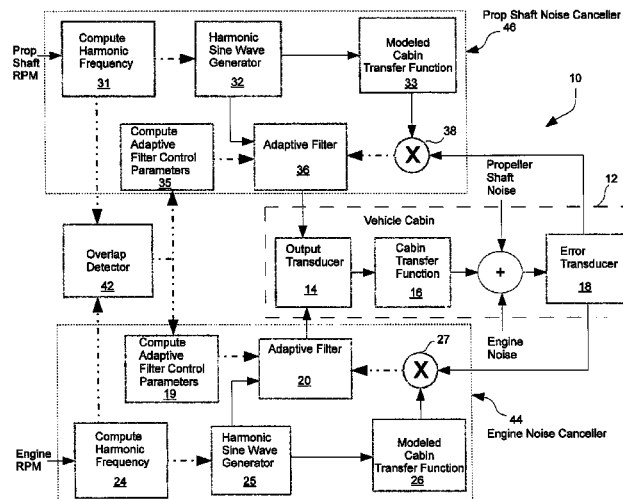 Prop Shaft Noise Canceller
46
Prop
Shaft
RPM
Compute
Harmonic
Frequency
31
Harmonic
Sine Wave
Generator
32
Modeled
Cabin
Transfer Function
33
10
Compute
Adaptive
Filter Control
Parameters
35
Adaptive Filter
36
X
38
Propeller
Shaft
Noise
12
Vehicle Cabin
Overlap
Detector
42
Output
Transducer
14
Cabin
Transfer
Function
16
+
Error
Transducer
18
Engine
Noise
Compute
Adaptive
Filter Control
Parameters
19
Adaptive Filter
20
X
27
44
Engine Noise Canceller
Engine
RPM
Compute
Harmonic
Frequency
24
Harmonic
Sine Wave
Generator
25
Modeled
Cabin
Transfer Function
26